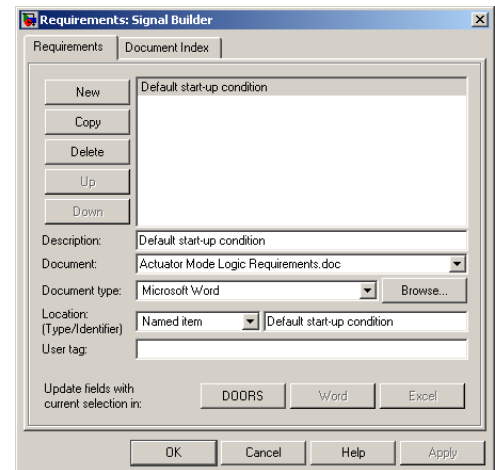 Requirements: Signal Builder
Requirements Document Index
New Default start-up condition
Copy
Delete
Up
Down
Description: Default start-up condition
Document: Actuator Mode Logic Requirements.doc
Document type: Microsoft Word Browse...
Location:
(Type/Identifier) Named item Default start-up condition
User tag:
Update fields with
current selection in: DOORS Word Excel
OK Cancel Help Apply